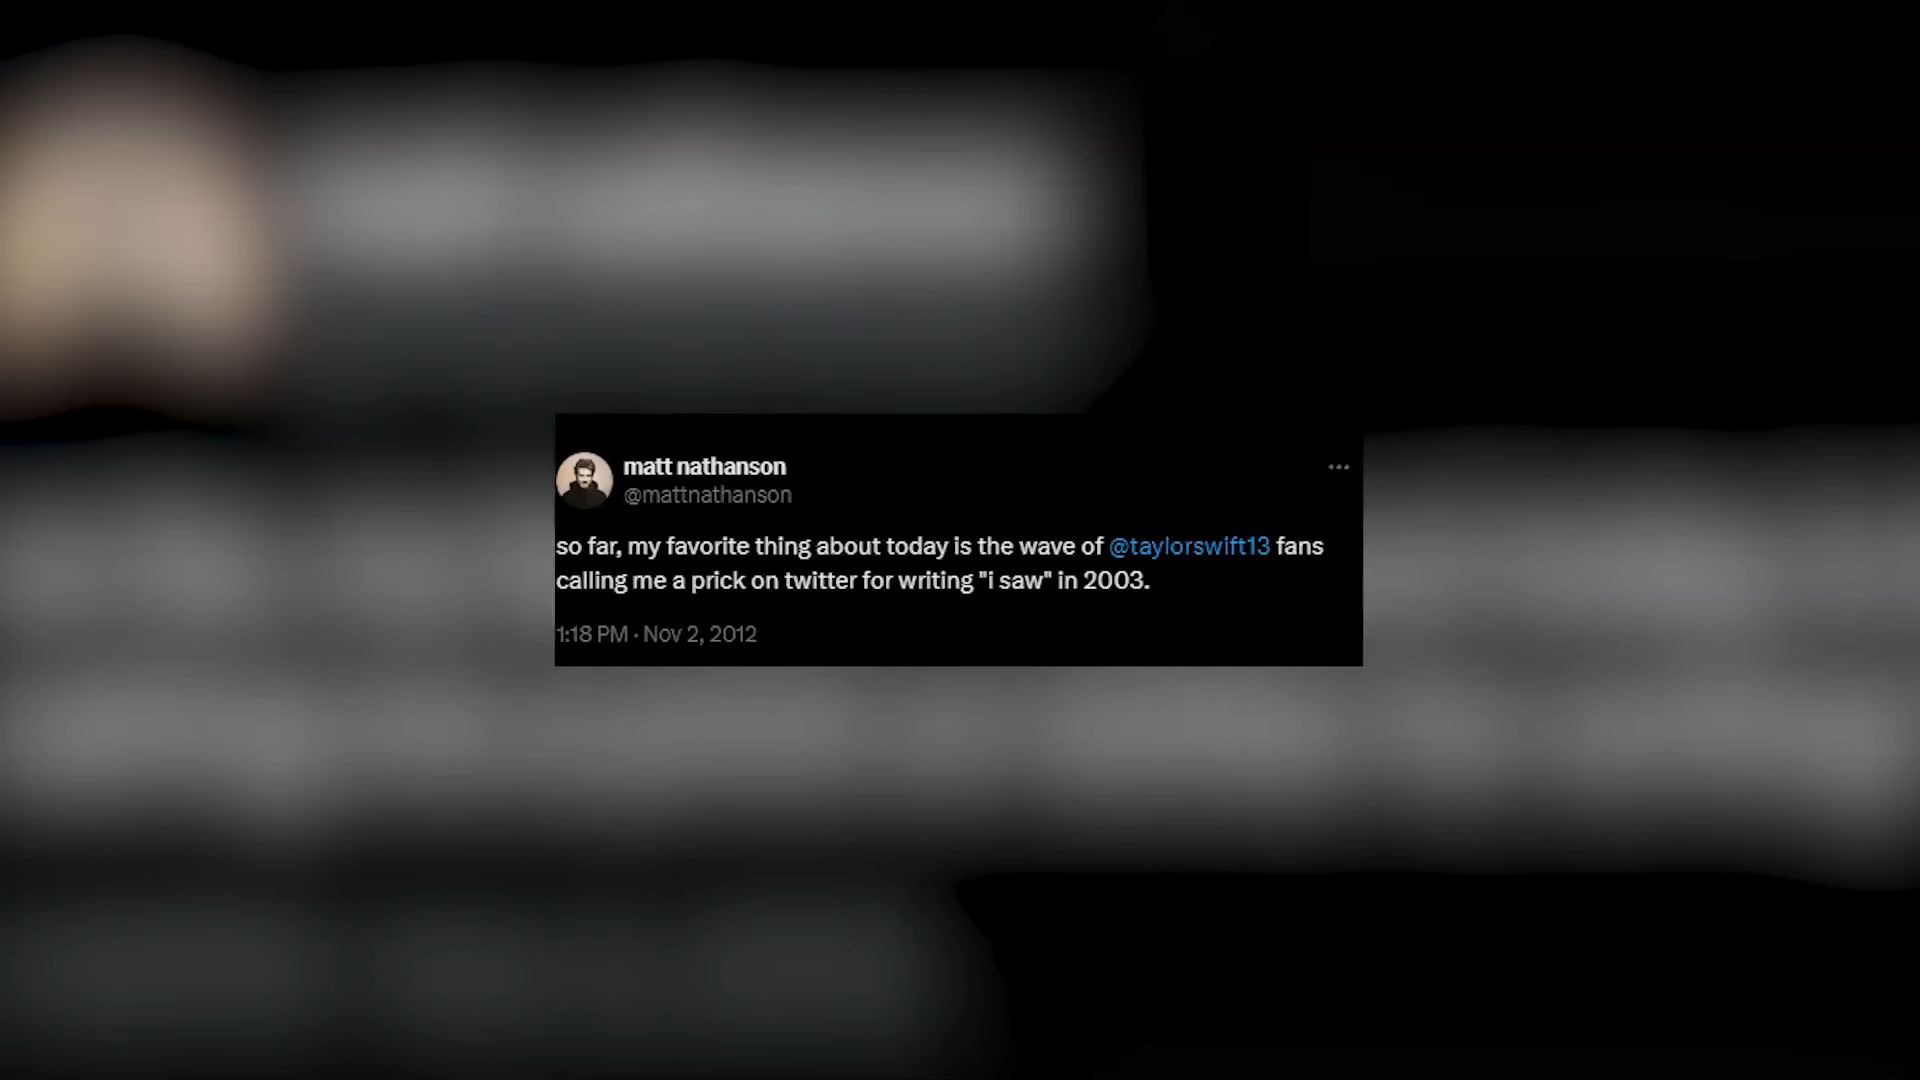 matt nathanson
@mattnathanson
so far, my favorite thing about today is the wave of @taylorswift13 fans
calling me a prick on twitter for writing "i saw" in 2003.
1:18 PM · Nov 2, 2012